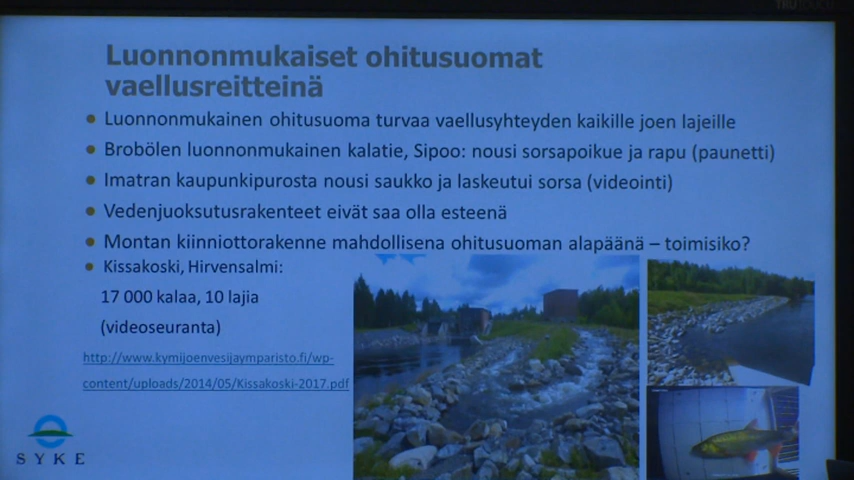 Luonnonmukaiset ohitusuomat
vaellusreitteinä
• Luonnonmukainen ohitusuoma turvaa vaellusyhteyden kaikille joen lajeille
• Brobölen luonnonmukainen kalatie, Sipoo: nousi sorsapoikue ja rapu (paunetti)
• Imatran kaupunkipurosta nousi saukko ja laskeutui sorsa (videointi)
• Vedenjuoksutusrakenteet eivät saa olla esteenä
• Montan kiinniottorakenne mahdollisena ohitusuoman alapäänä – toimisiko?
• Kissakoski, Hirvensalmi:
17 000 kalaa, 10 lajia
(videoseuranta)
http://www.kymijoenvesijaymparisto.fi/wp-
content/uploads/2014/05/Kissakoski-2017.pdf
SYKE